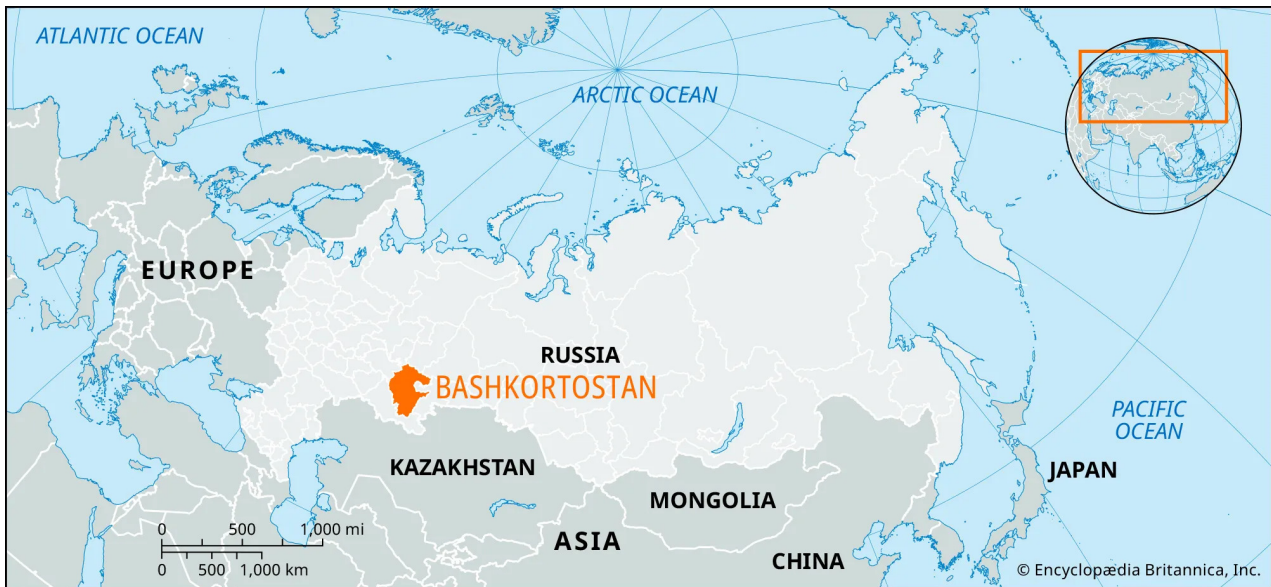 ATLANTIC OCEAN
ARCTIC OCEAN
EUROPE
RUSSIA
BASHKORTOSTAN
PACIFIC
OCEAN
KAZAKHSTAN
JAPAN
MONGOLIA
0 500 1,000 mi
ASIA
CHINA
0 500 1,000 km
© Encyclopædia Britannica, Inc.